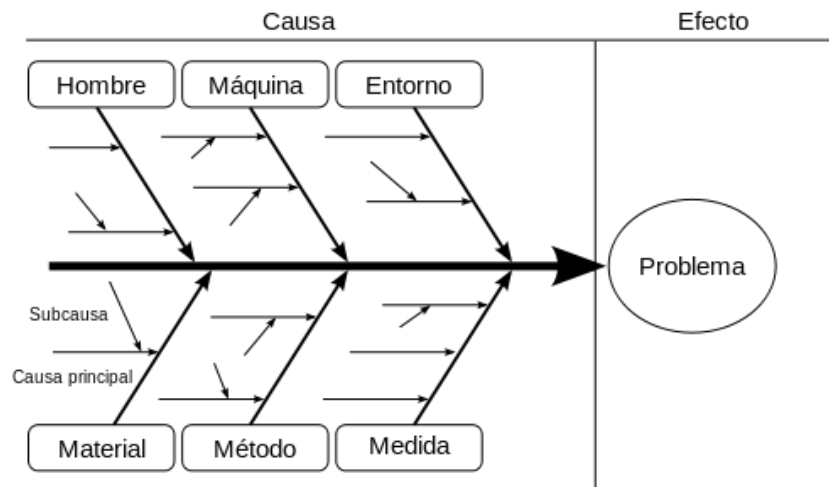 Causa
Efecto
Hombre
Máquina
Entorno
Problema
Subcausa
Causa principal
Material
Método
Medida